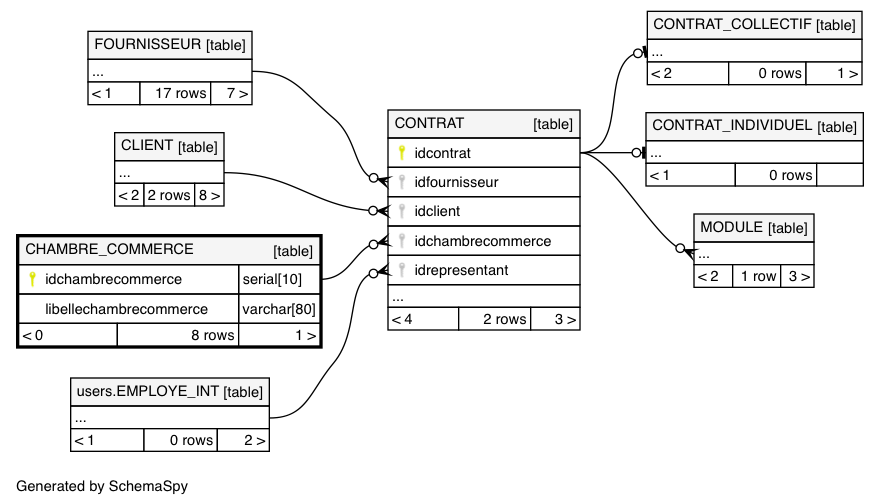 FOURNISSEUR [table]
...
< 1 17 rows 7 >
CLIENT [table]
...
< 2 2 rows 8 >
CHAMBRE_COMMERCE [table]
idchambrecommerce serial[10]
libellechambrecommerce varchar[80]
< 0 8 rows 1 >
users.EMPLOYE_INT [table]
...
< 1 0 rows 2 >
CONTRAT [table]
idcontrat
idfournisseur
idclient
idchambrecommerce
idrepresentant
...
< 4 2 rows 3 >
CONTRAT_COLLECTIF [table]
...
< 2 0 rows 1 >
CONTRAT_INDIVIDUEL [table]
...
< 1 0 rows
MODULE [table]
...
< 2 1 row 3 >
Generated by SchemaSpy